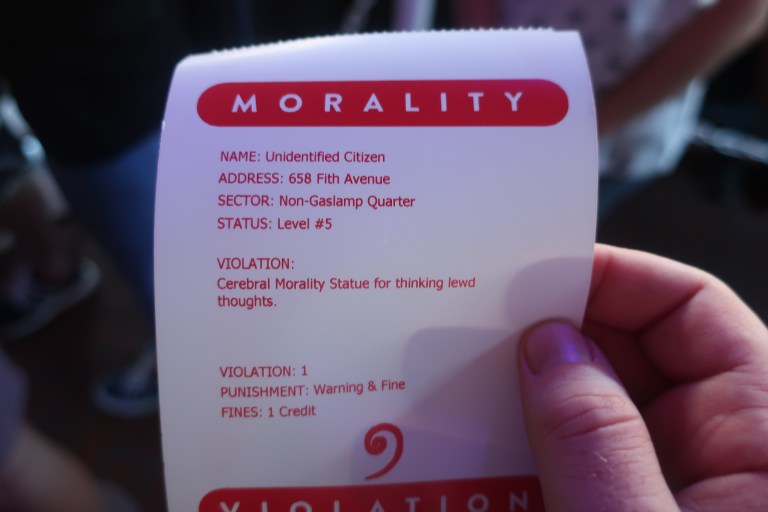 MORALITY
NAME: Unidentified Citizen
ADDRESS: 658 Fith Avenue
SECTOR: Non-Gaslamp Quarter
STATUS: Level #5
VIOLATION:
Cerebral Morality Statue for thinking lewd
thoughts.
VIOLATION: 1
PUNISHMENT: Warning & Fine
FINES: 1 Credit
VIOLATION